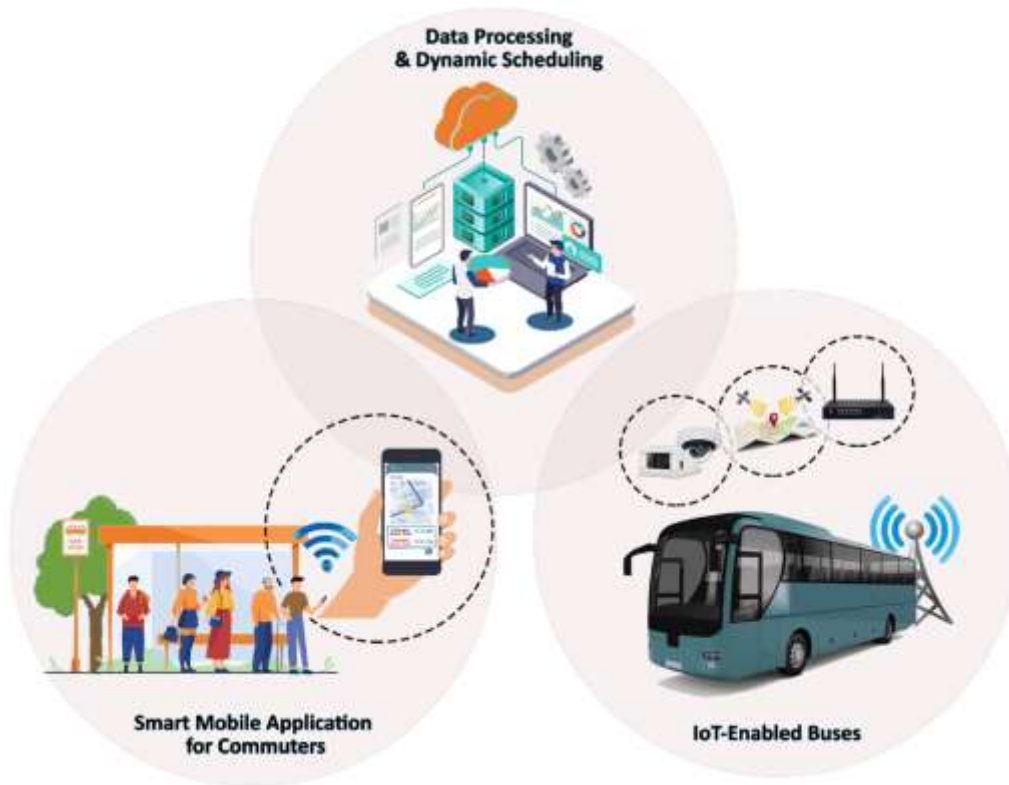 Data Processing
& Dynamic Scheduling
Smart Mobile Application
for Commuters
IoT-Enabled Buses